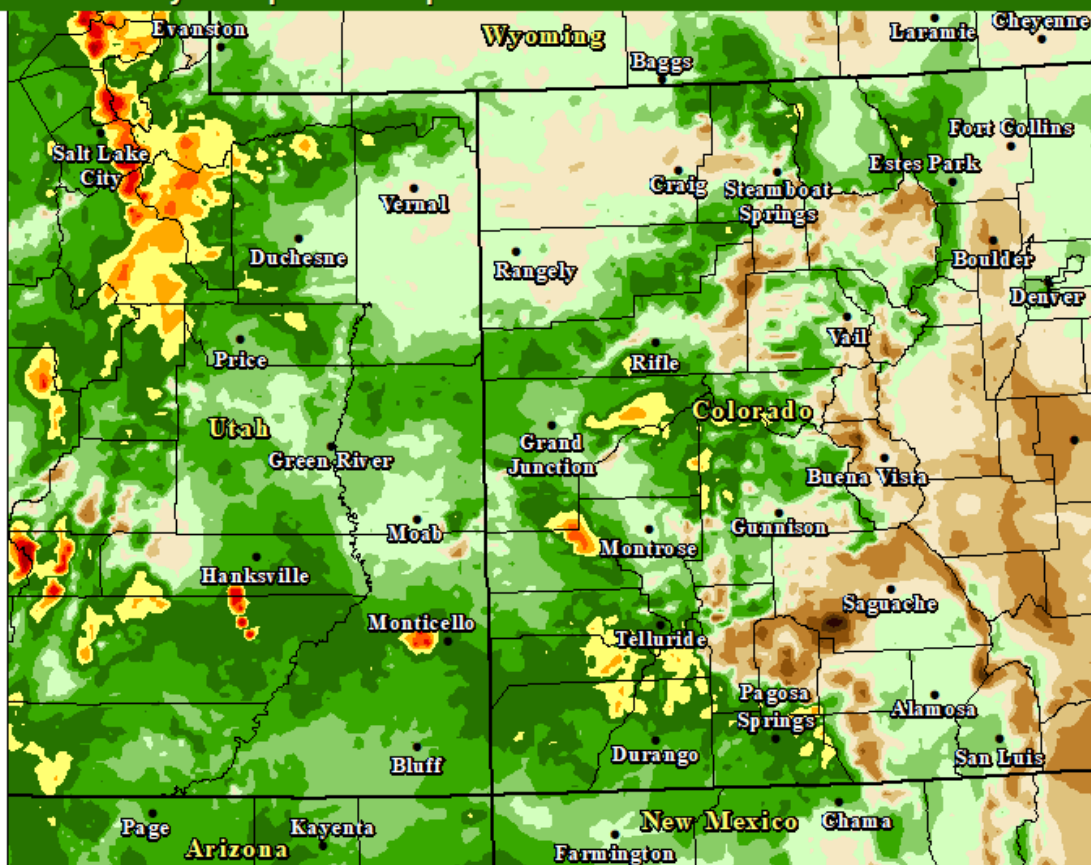 Evanston
Wyoming
Laramie
Cheyenne
Baggs
Fort Collins
Salt Lake
City
Estes Park
Vernal
Craig
Steamboat
Springs
Duchesne
Rangely
Boulder
Denver
Price
Rifle
Vail
Utah
Colorado
Green River
Grand
Junction
Buena Vista
Moab
Montrose
Gunnison
Hanksville
Saguache
Monticello
Telluride
Pagosa
Springs
Alamosa
Bluff
Durango
San Luis
Page
Kayenta
New Mexico
Chama
Arizona
Farmington